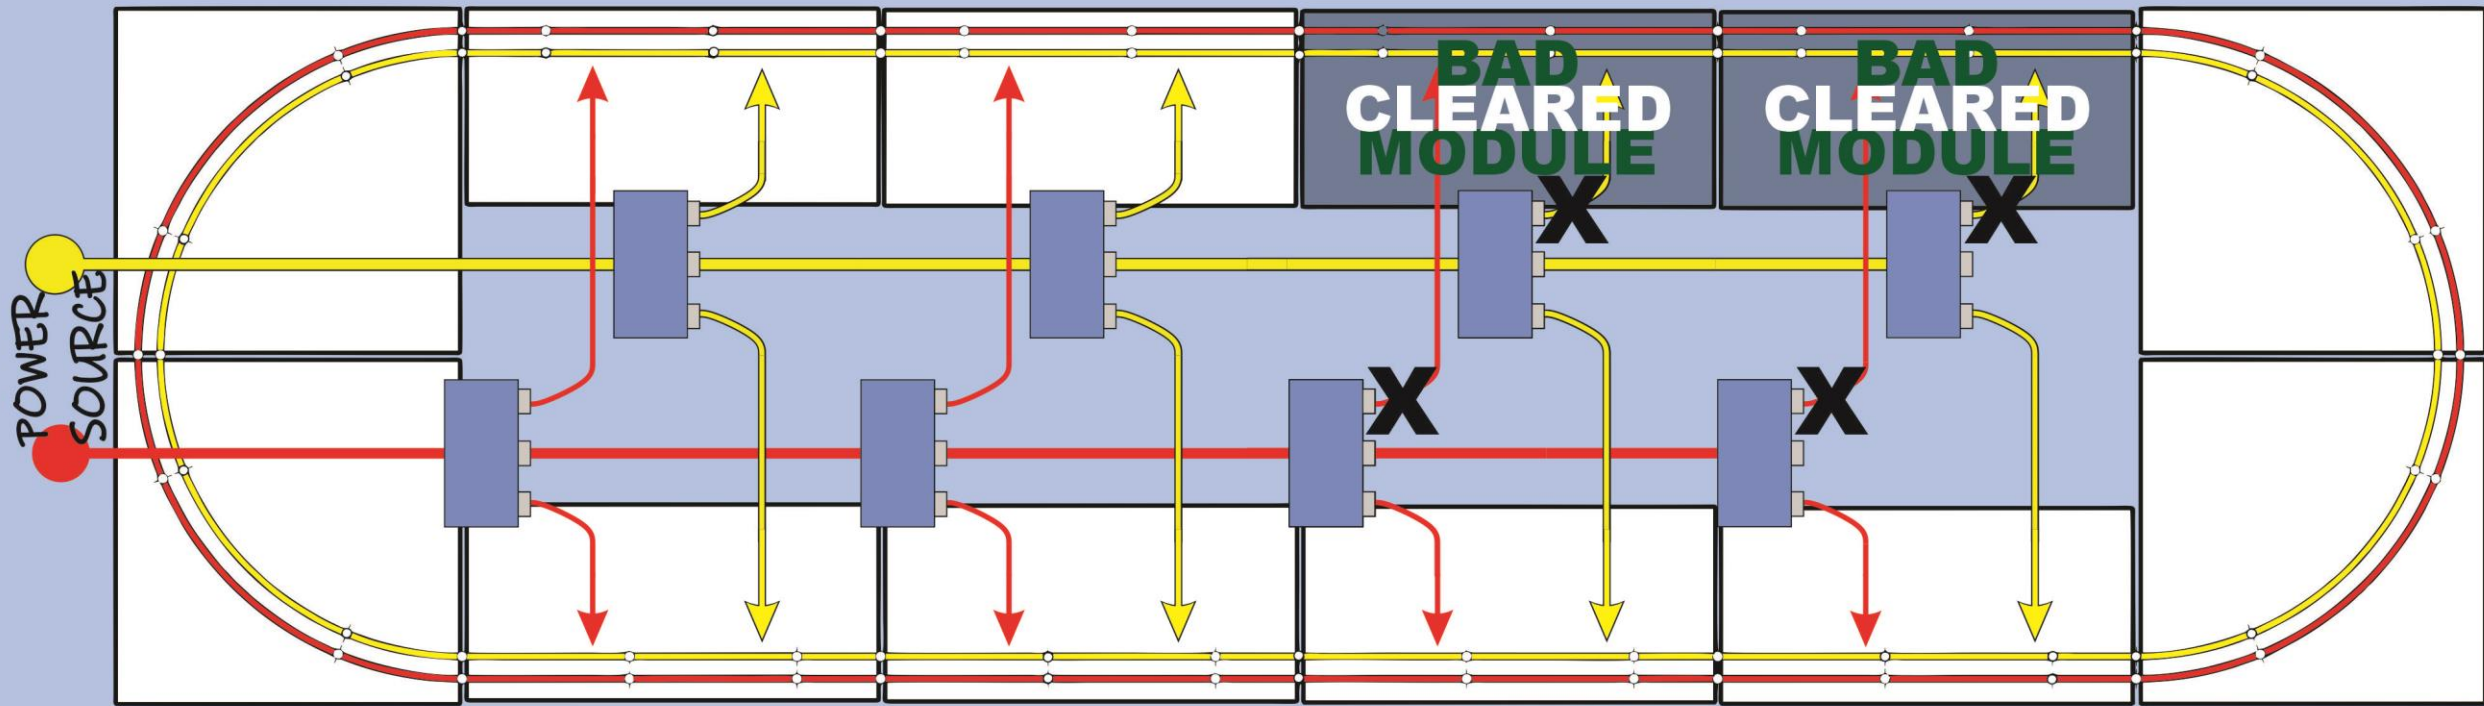 POWER
SOURCE
BAD
CLEARED
MODULE
X
X
BAD
CLEARED
MODULE
X
X